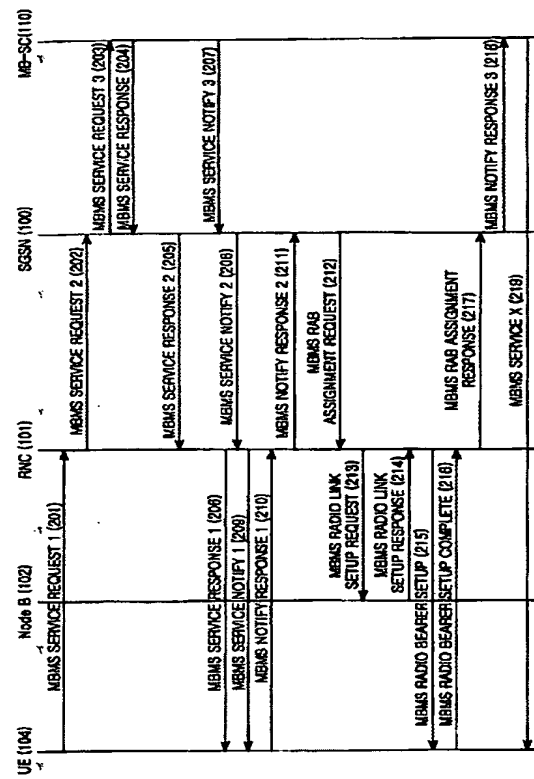 UE (104)
Node B (102)
RNC (101)
SGSN (100)
MB-SC(110)
MBMS SERVICE REQUEST 1 (201)
MBMS SERVICE REQUEST 2 (202)
MBMS SERVICE REQUEST 3 (203)
MBMS SERVICE RESPONSE (204)
MBMS SERVICE RESPONSE 2 (205)
MBMS SERVICE RESPONSE 1 (206)
MBMS SERVICE NOTIFY 3 (207)
MBMS SERVICE NOTIFY 2 (208)
MBMS SERVICE NOTIFY 1 (209)
MBMS NOTIFY RESPONSE 1 (210)
MBMS NOTIFY RESPONSE 2 (211)
MBMS RAB
ASSIGNMENT REQUEST (212)
MBMS RADIO LINK
SETUP REQUEST (213)
MBMS RADIO LINK
SETUP RESPONSE (214)
MBMS RADIO BEARER SETUP (215)
MBMS RADIO BEARER SETUP COMPLETE (216)
MBMS RAB ASSIGNMENT
RESPONSE (217)
MBMS NOTIFY RESPONSE 3 (218)
MBMS SERVICE X (219)